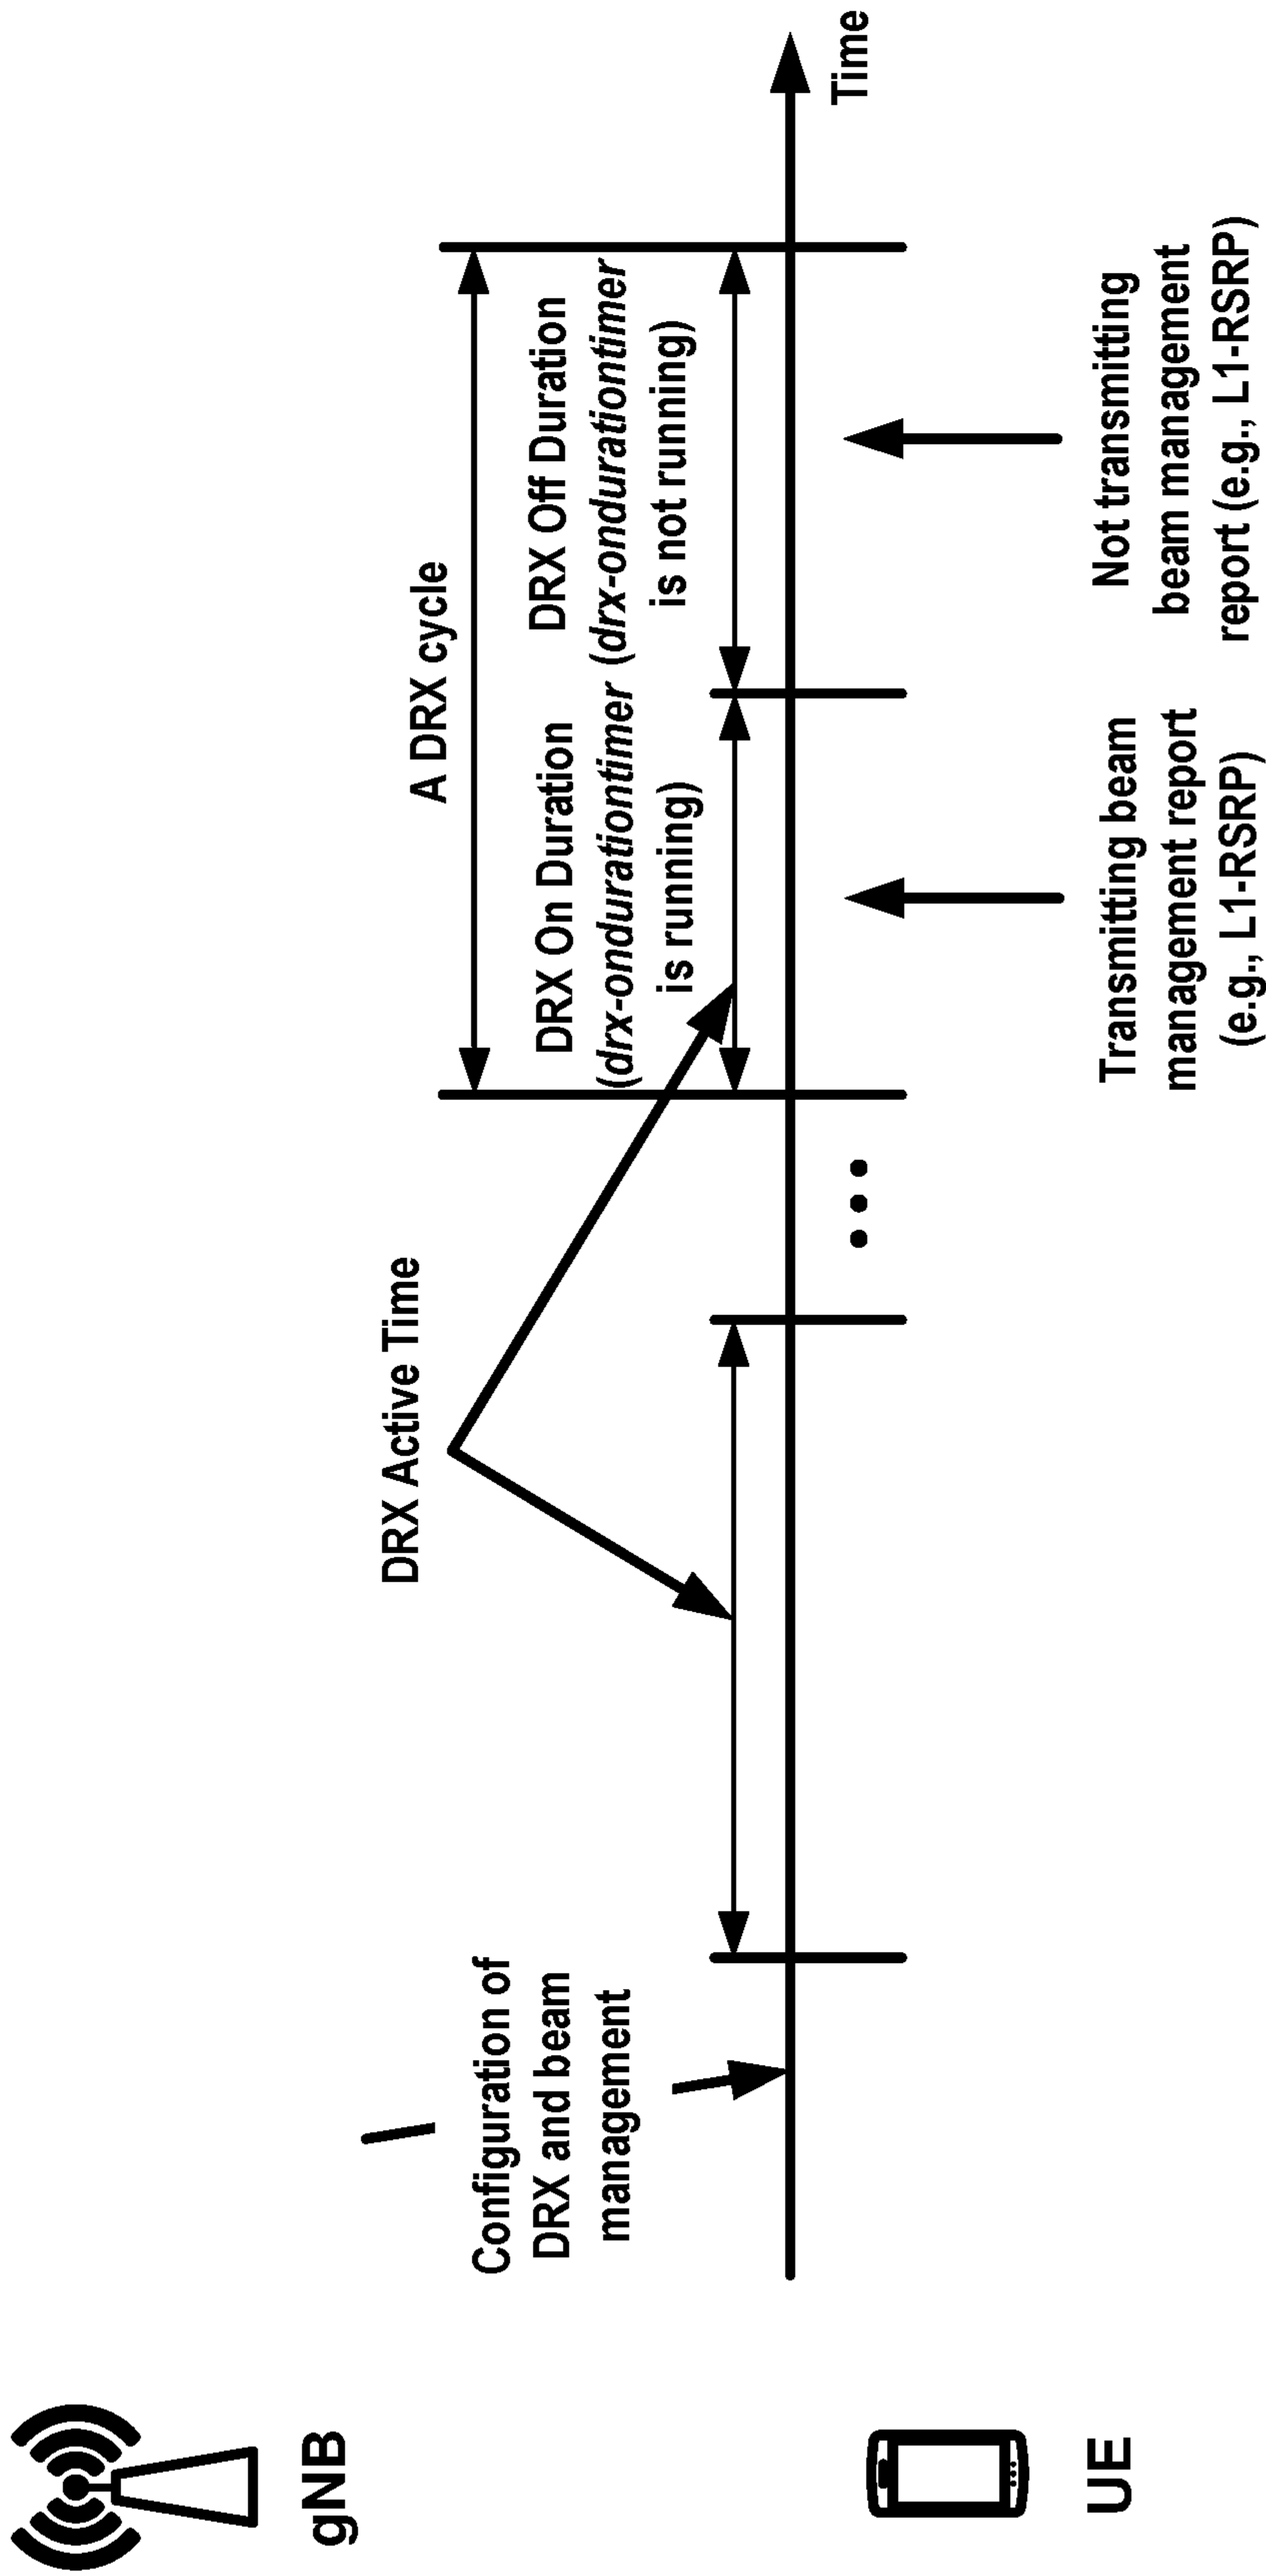 gNB
UE
Configuration of
DRX and beam
management
DRX Active Time
A DRX cycle
DRX On Duration
(drx-ondurationtimer
is running)
DRX Off Duration
(drx-ondurationtimer
is not running)
Time
Transmitting beam
management report
(e.g., L1-RSRP)
Not transmitting
beam management
report (e.g., L1-RSRP)